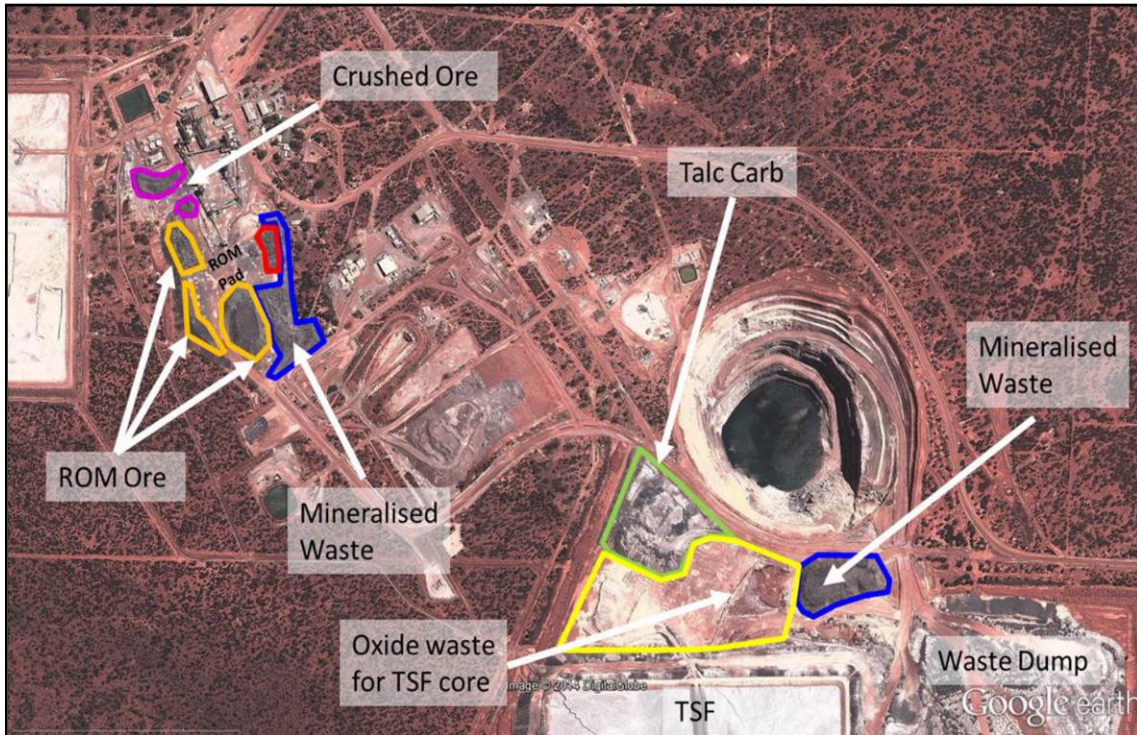 Crushed Ore
Talc Carb
ROM
Pad
Mineralised
Waste
ROM Ore
Mineralised
Waste
Oxide waste
for TSF core
Waste Dump
Image © 2014 DigitalGlobe
TSF
Google earth